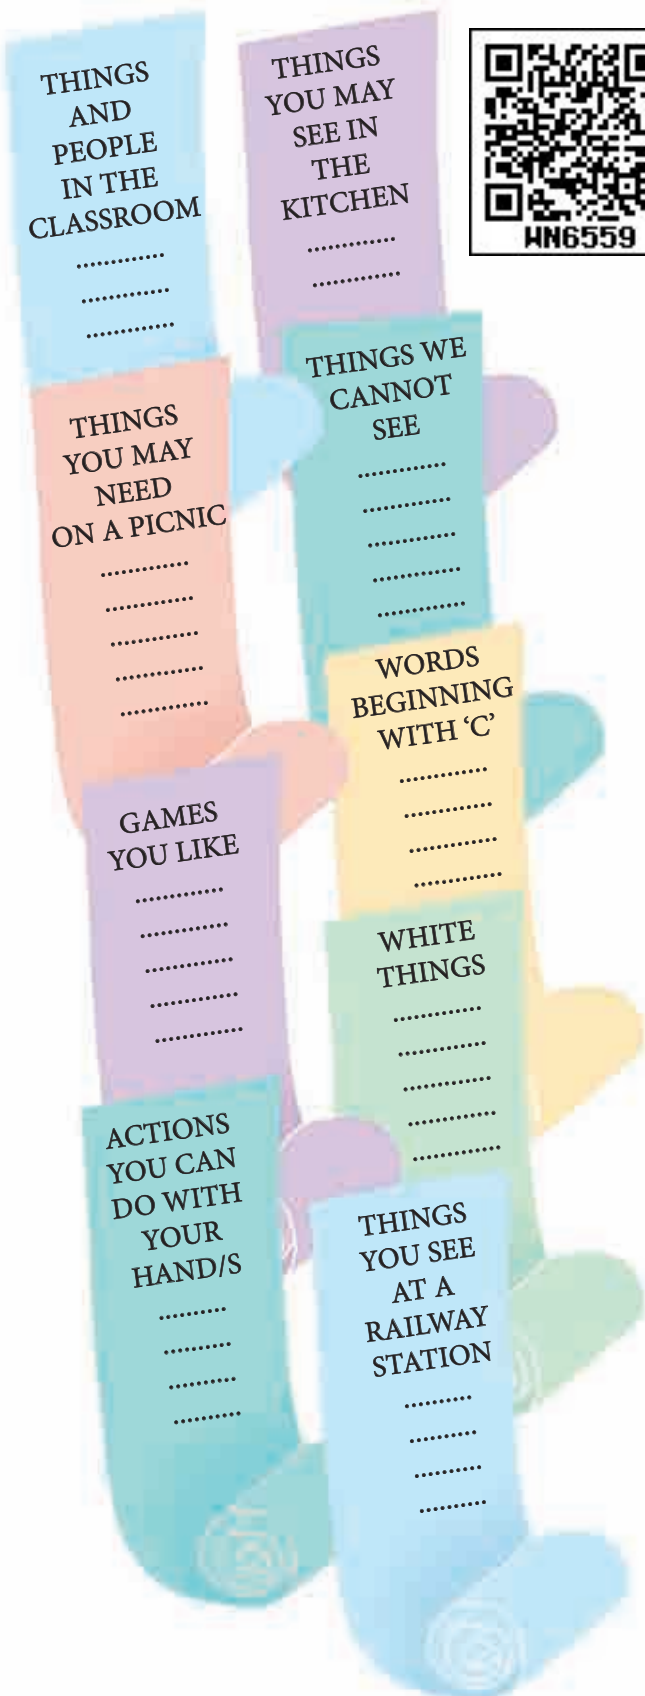 THINGS
AND
PEOPLE
IN THE
CLASSROOM
.............
.............
.............
THINGS
YOU MAY
NEED
ON A PICNIC
.............
.............
.............
.............
.............
GAMES
YOU LIKE
.............
.............
.............
.............
.............
ACTIONS
YOU CAN
DO WITH
YOUR
HAND/S
..........
..........
..........
..........
THINGS
YOU MAY
SEE IN
THE
KITCHEN
.............
.............
THINGS WE
CANNOT
SEE
.............
.............
.............
.............
.............
WORDS
BEGINNING
WITH ‘C’
.............
.............
.............
.............
WHITE
THINGS
.............
.............
.............
.............
.............
THINGS
YOU SEE
AT A
RAILWAY
STATION
..........
..........
..........
..........
WN6559